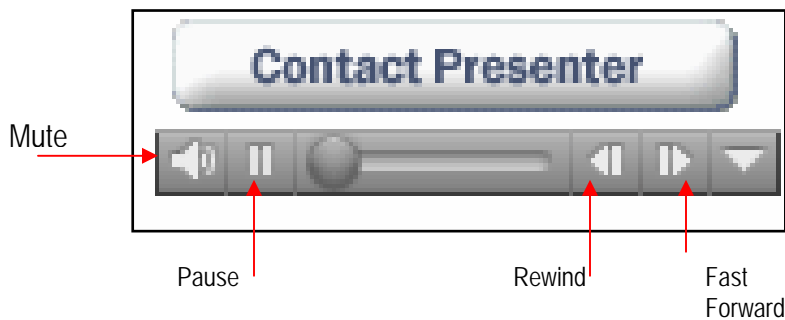 Contact Presenter
Mute
Pause
Rewind
Fast
Forward